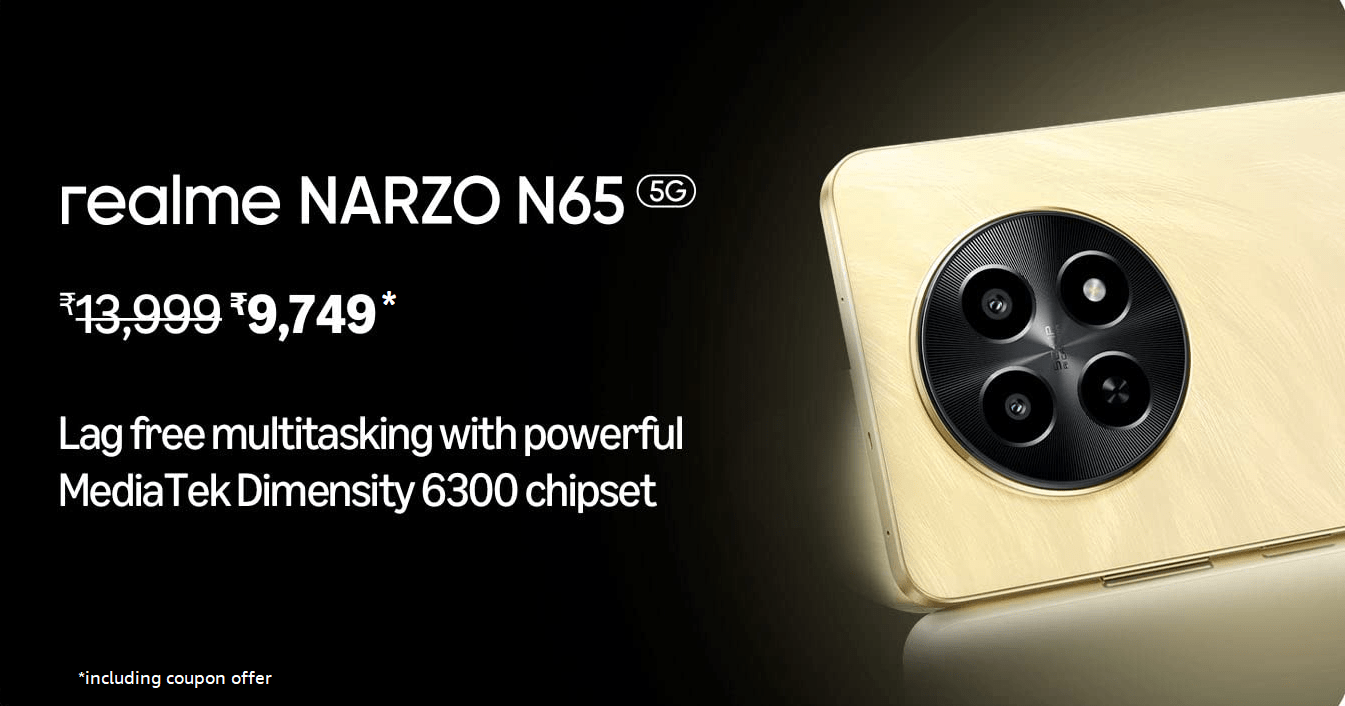 realme NARZO N65 5G
₹13,999 ₹9,749*
Lag free multitasking with powerful
MediaTek Dimensity 6300 chipset
*including coupon offer